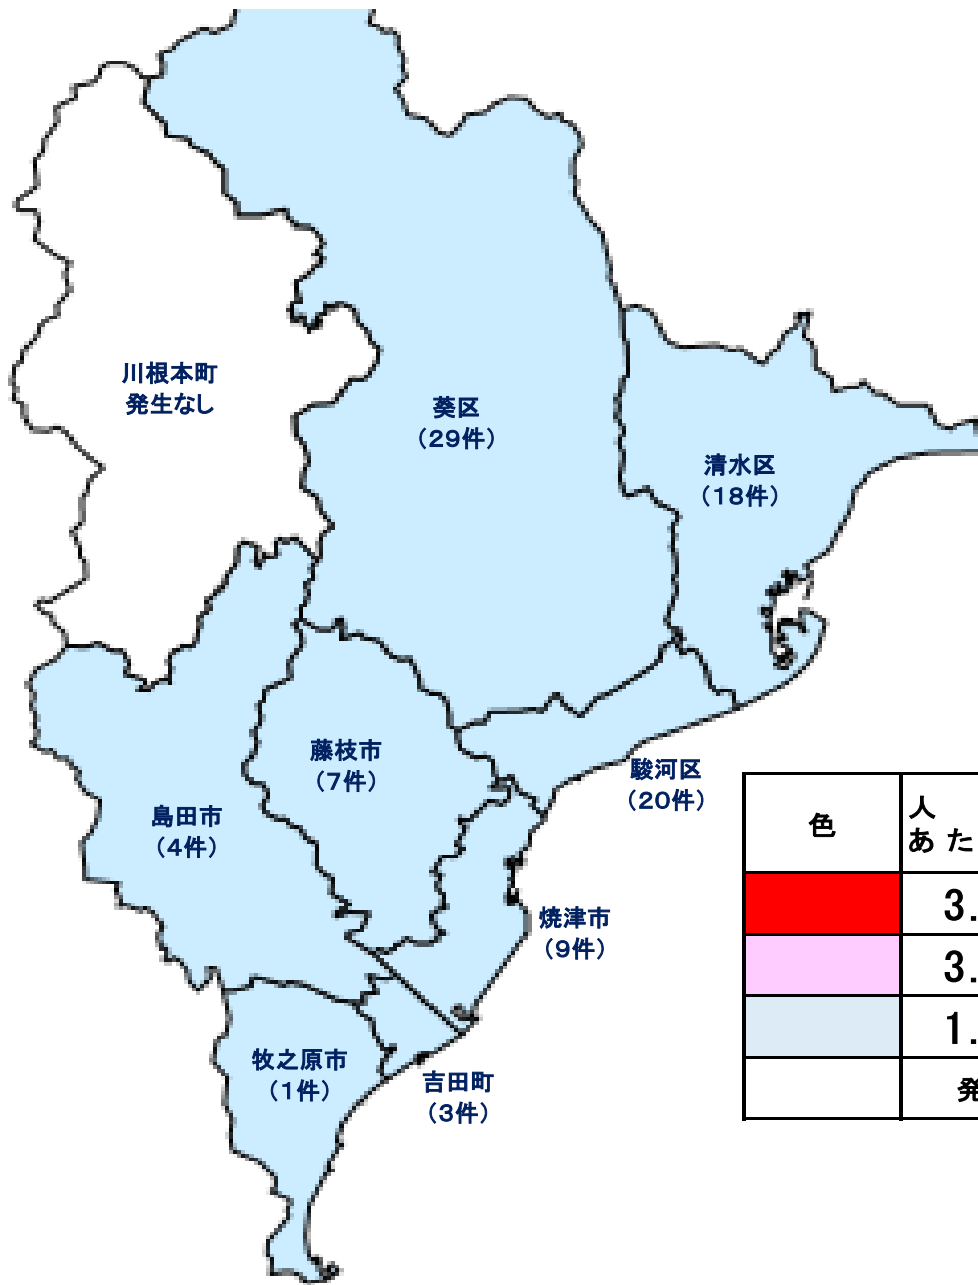 川根本町
発生なし
葵区
（29件）
清水区
（18件）
藤枝市
（7件）
駿河区
（20件）
島田市
（4件）
焼津市
（9件）
牧之原市
（1件）
吉田町
（3件）
色
人
あ た
3.
3.
1.
発